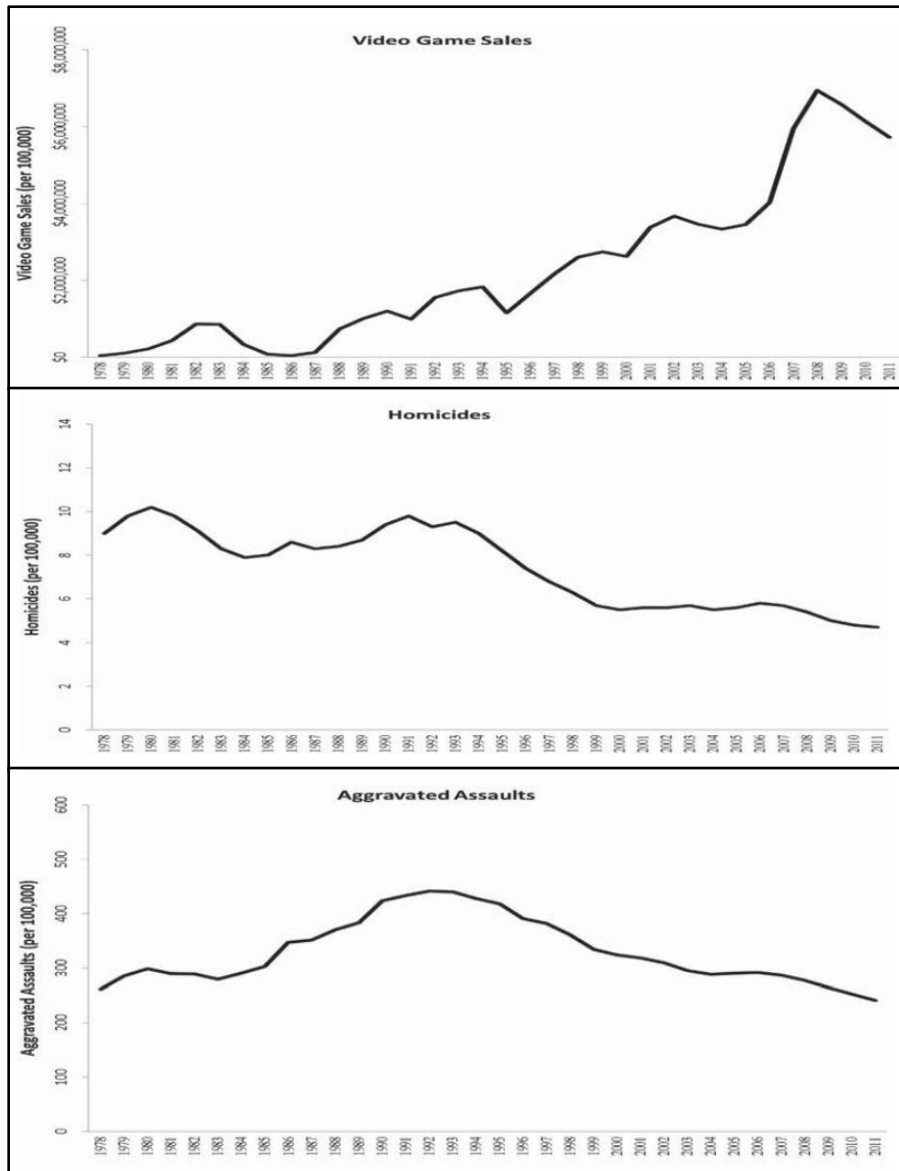 Video Game Sales
Video Game Sales (per 100,000)
$8,000,000
$6,000,000
$4,000,000
$2,000,000
$0
1978 1979 1980 1981 1982 1983 1984 1985 1986 1987 1988 1989 1990 1991 1992 1993 1994 1995 1996 1997 1998 1999 2000 2001 2002 2003 2004 2005 2006 2007 2008 2009 2010 2011
Homicides
Homicides (per 100,000)
14
12
10
8
6
4
2
0
1978 1979 1980 1981 1982 1983 1984 1985 1986 1987 1988 1989 1990 1991 1992 1993 1994 1995 1996 1997 1998 1999 2000 2001 2002 2003 2004 2005 2006 2007 2008 2009 2010 2011
Aggravated Assaults
Aggravated Assaults (per 100,000)
600
500
400
300
200
100
0
1978 1979 1980 1981 1982 1983 1984 1985 1986 1987 1988 1989 1990 1991 1992 1993 1994 1995 1996 1997 1998 1999 2000 2001 2002 2003 2004 2005 2006 2007 2008 2009 2010 2011